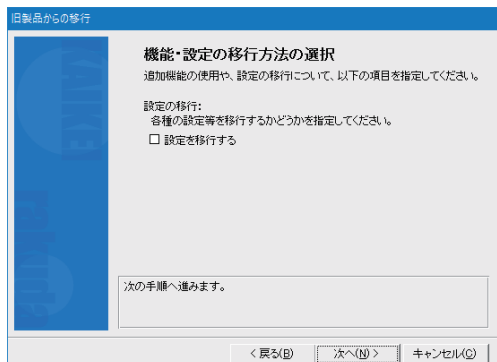 旧製品からの移行
機能・設定の移行方法の選択
追加機能の使用や、設定の移行について、以下の項目を指定してください。
設定の移行:
各種の設定等を移行するかどうかを指定してください。
設定を移行する
KAIKEI
rakuda
次の手順へ進みます。
< 戻る(B)
次へ(N) >
キャンセル(C)